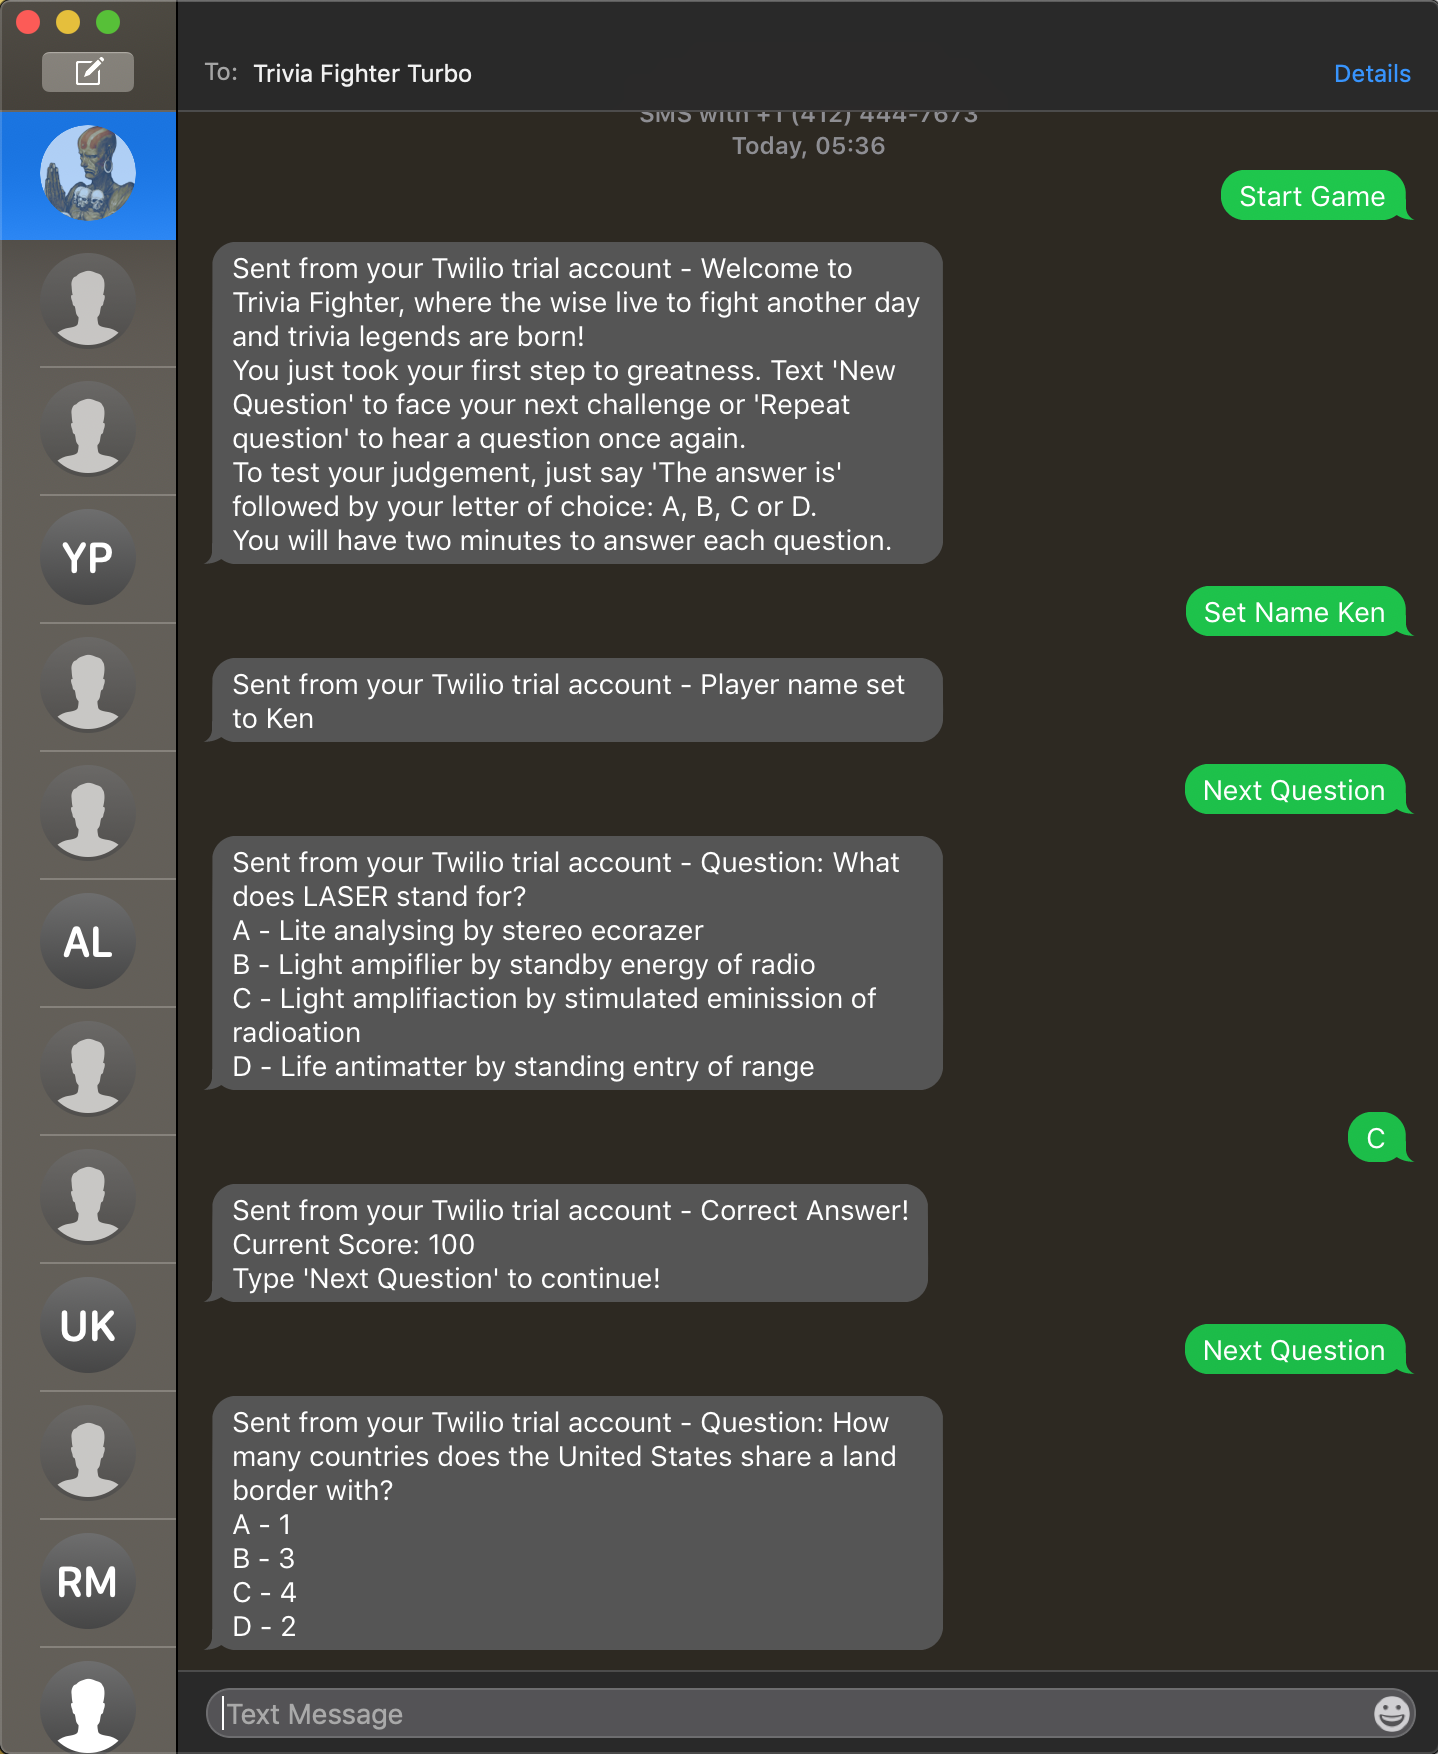 To: Trivia Fighter Turbo
Details
SMS with +1 (412) 444-7673
Today, 05:36
Start Game
Sent from your Twilio trial account - Welcome to
Trivia Fighter, where the wise live to fight another day
and trivia legends are born!
You just took your first step to greatness. Text 'New
Question' to face your next challenge or 'Repeat
question' to hear a question once again.
To test your judgement, just say 'The answer is'
followed by your letter of choice: A, B, C or D.
You will have two minutes to answer each question.
Set Name Ken
Sent from your Twilio trial account - Player name set
to Ken
Next Question
Sent from your Twilio trial account - Question: What
does LASER stand for?
A - Lite analysing by stereo ecorazer
B - Light ampiflier by standby energy of radio
C - Light amplifiaction by stimulated eminission of
radioation
D - Life antimatter by standing entry of range
C
Sent from your Twilio trial account - Correct Answer!
Current Score: 100
Type 'Next Question' to continue!
Next Question
Sent from your Twilio trial account - Question: How
many countries does the United States share a land
border with?
A - 1
B - 3
C - 4
D - 2
Text Message
YP
AL
UK
RM